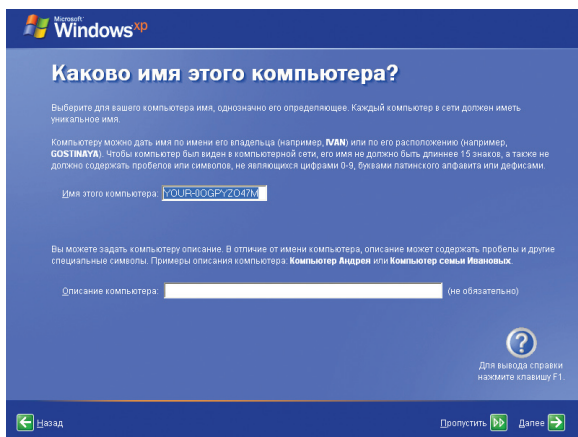 Microsoft
Windows xp
Каково имя этого компьютера?
Выберите для вашего компьютера имя, однозначно его определяющее. Каждый компьютер в сети должен иметь
уникальное имя.
Компьютеру можно дать имя по имени его владельца (например, IVAN) или по его расположению (например,
GOSTINAYA). Чтобы компьютер был виден в компьютерной сети, его имя не должно быть длиннее 15 знаков, а также не
должно содержать пробелов или символов, не являющихся цифрами 0-9, буквами латинского алфавита или дефисами.
Имя этого компьютера: YOUR-0OGPYZO47M
Вы можете задать компьютеру описание. В отличие от имени компьютера, описание может содержать пробелы и другие
специальные символы. Примеры описания компьютера: Компьютер Андрея или Компьютер семьи Ивановых.
Описание компьютера: (не обязательно)
?
Для вывода справки
нажмите клавишу F1.
Назад Пропустить Далее